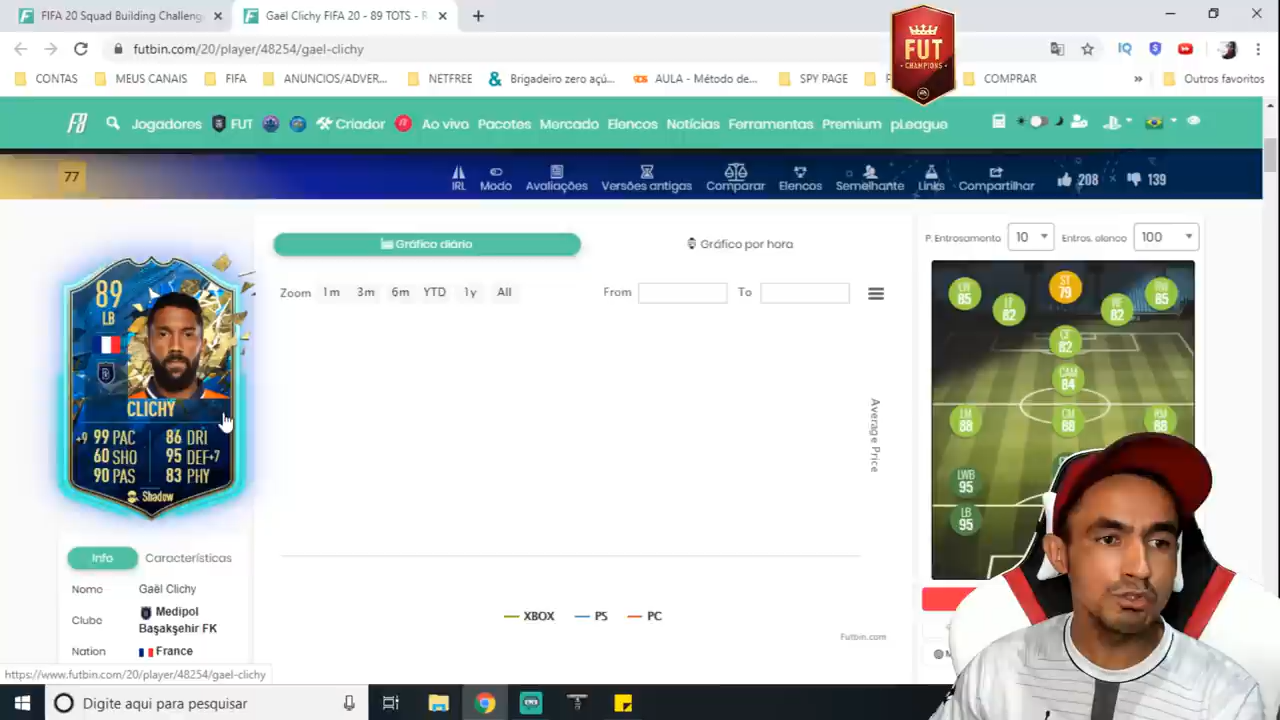 FIFA 20 Squad Building Challeng
Gaël Clichy FIFA 20 - 89 TOTS - R
futbin.com/20/player/48254/gael-clichy
FUT
CHAMPIONS
CONTAS
MEUS CANAIS
ANUNCIOS/ADVER...
NETFREE
Brigadeiro zero açú...
AULA - Método de...
SPY PAGE
COMPRAR
Outros favoritos
Jogadores FUT Criador Ao vivo Pacotes Mercado Elencos Notícias Ferramentas Premium pLeague
77
IRL Modo Avaliações Versões antigas Comparar Elencos Semelhante Links Compartilhar 208 139
Gráfico diário
Gráfico por hora
P. Entrosamento 10 Entros. elenco 100
Zoom 1m 3m 6m YTD 1y All From To
89
LB
CLICHY
+9 99 PAC 86 DRI
60 SHO 95 DEF+7
90 PAS 83 PHY
Shadow
Average Price
ST
79
LW
85
RW
85
LF
82
RF
82
CF
82
CAM
84
LM
88
CM
88
RM
88
LWB
95
LB
95
Info Características
Nome Gaël Clichy
Clube Medipol
Başakşehir FK
Nation France
XBOX PS PC
Futbin.com
https://www.futbin.com/20/player/48254/gael-clichy
Digite aqui para pesquisar